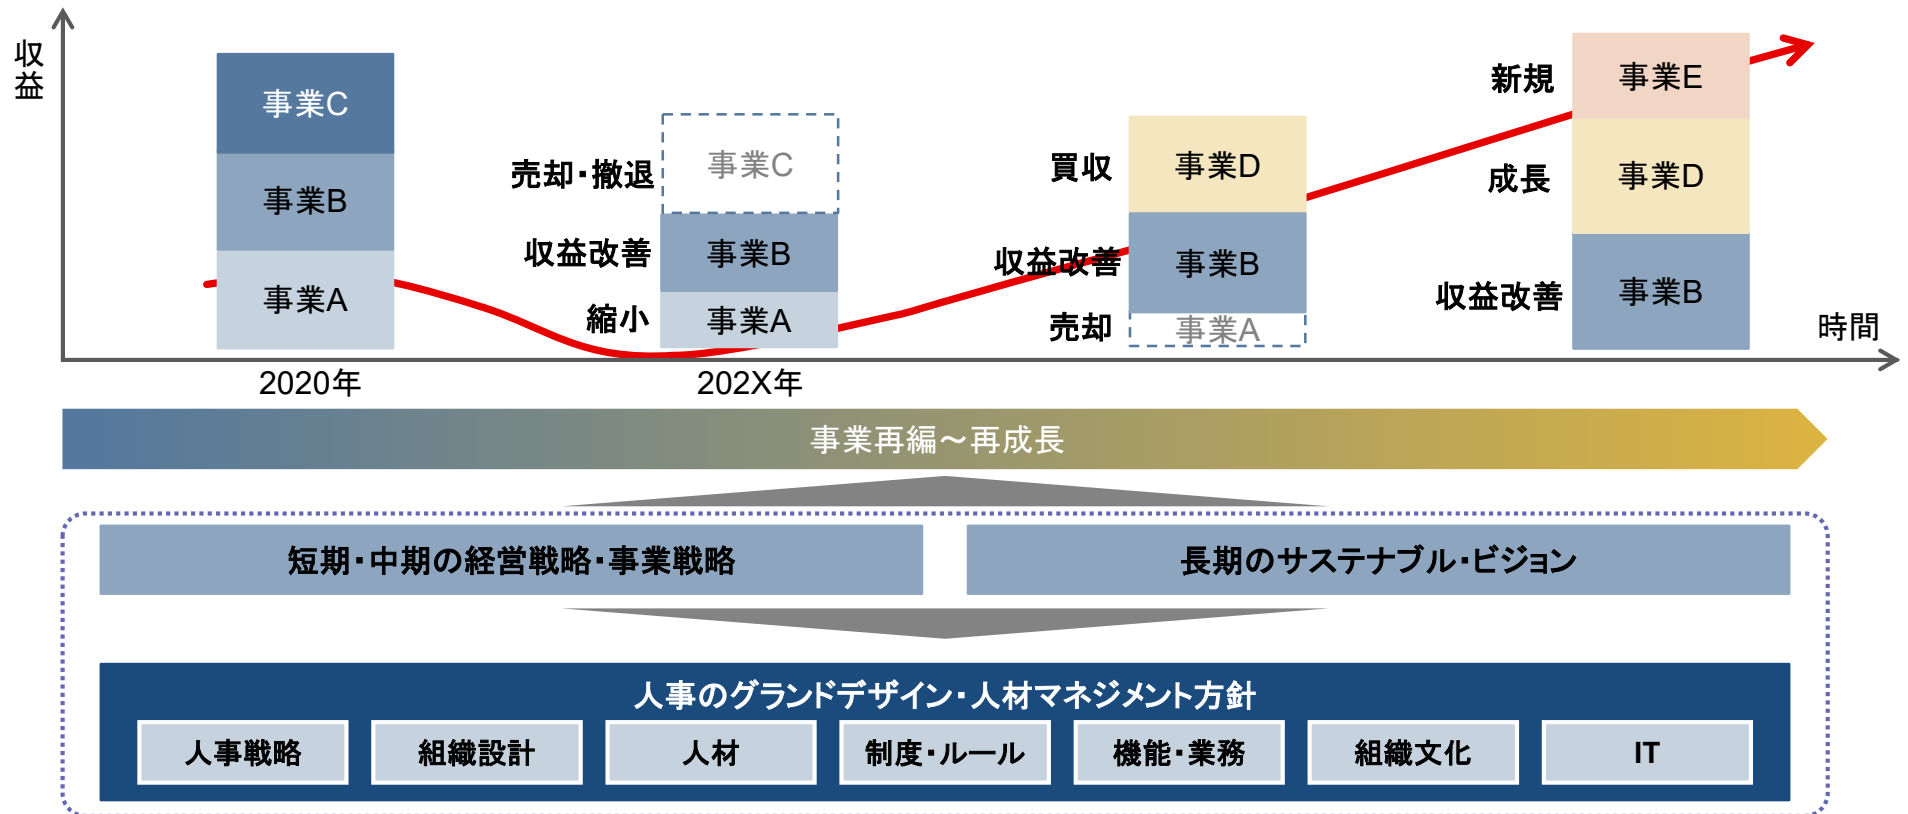 収益
事業C
事業B
事業A
2020年
売却・撤退
事業C
収益改善
事業B
縮小
事業A
202X年
買収
事業D
収益改善
事業B
売却
事業A
新規
事業E
成長
事業D
収益改善
事業B
時間
事業再編～再成長
短期・中期の経営戦略・事業戦略
長期のサステナブル・ビジョン
人事のグランドデザイン・人材マネジメント方針
人事戦略
組織設計
人材
制度・ルール
機能・業務
組織文化
IT